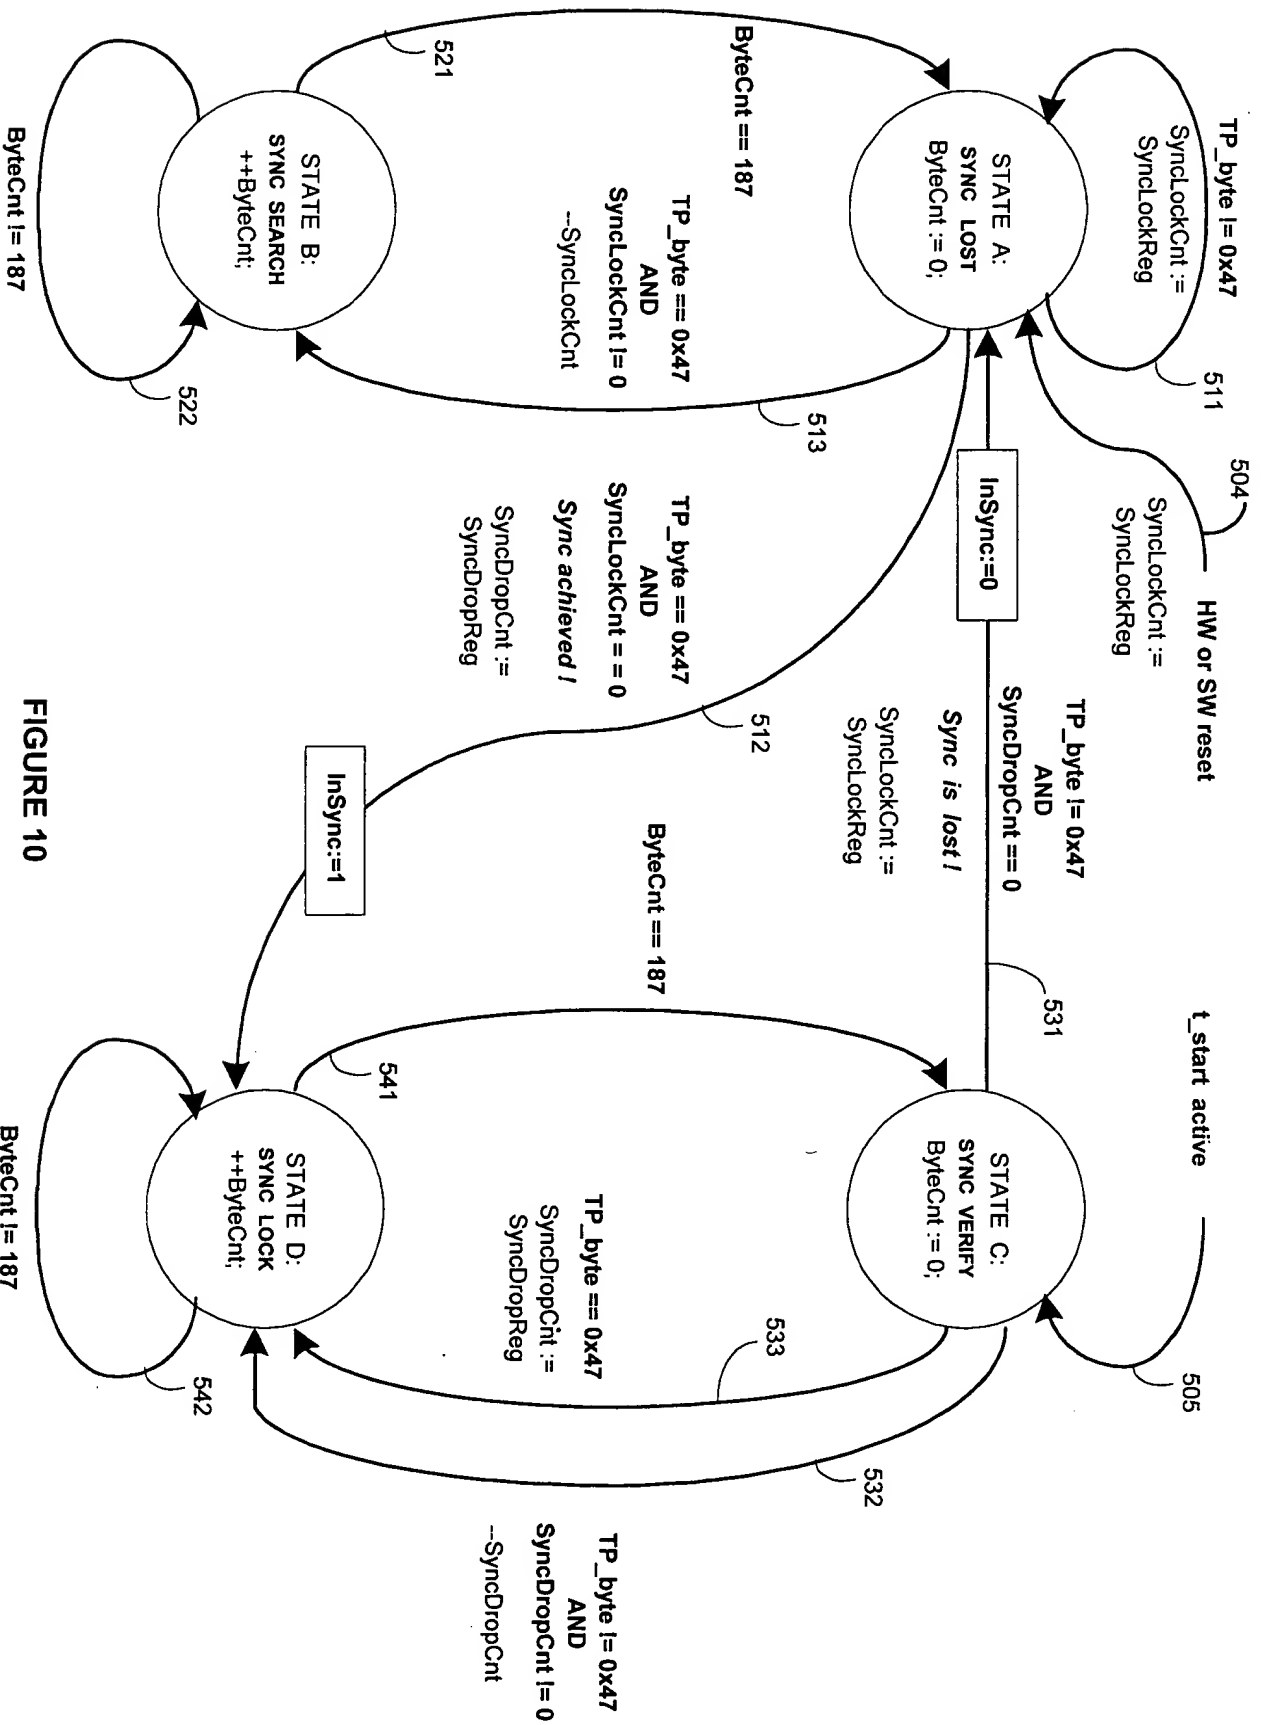 504
HW or SW reset
SyncLockCnt :=
SyncLockReg
t_start active
505
TP_byte != 0x47
SyncLockCnt :=
SyncLockReg
511
STATE A:
SYNC LOST
ByteCnt := 0;
InSync:=0
TP_byte != 0x47
AND
SyncDropCnt == 0
Sync is lost !
SyncLockCnt :=
SyncLockReg
531
STATE C:
SYNC VERIFY
ByteCnt := 0;
ByteCnt == 187
521
TP_byte == 0x47
AND
SyncLockCnt != 0
--SyncLockCnt
513
TP_byte == 0x47
AND
SyncLockCnt = = 0
Sync achieved !
SyncDropCnt :=
SyncDropReg
512
InSync:=1
ByteCnt == 187
541
TP_byte == 0x47
SyncDropCnt :=
SyncDropReg
533
532
TP_byte != 0x47
AND
SyncDropCnt != 0
--SyncDropCnt
STATE B:
SYNC SEARCH
++ByteCnt;
ByteCnt != 187
522
STATE D:
SYNC LOCK
++ByteCnt;
ByteCnt != 187
542
FIGURE 10